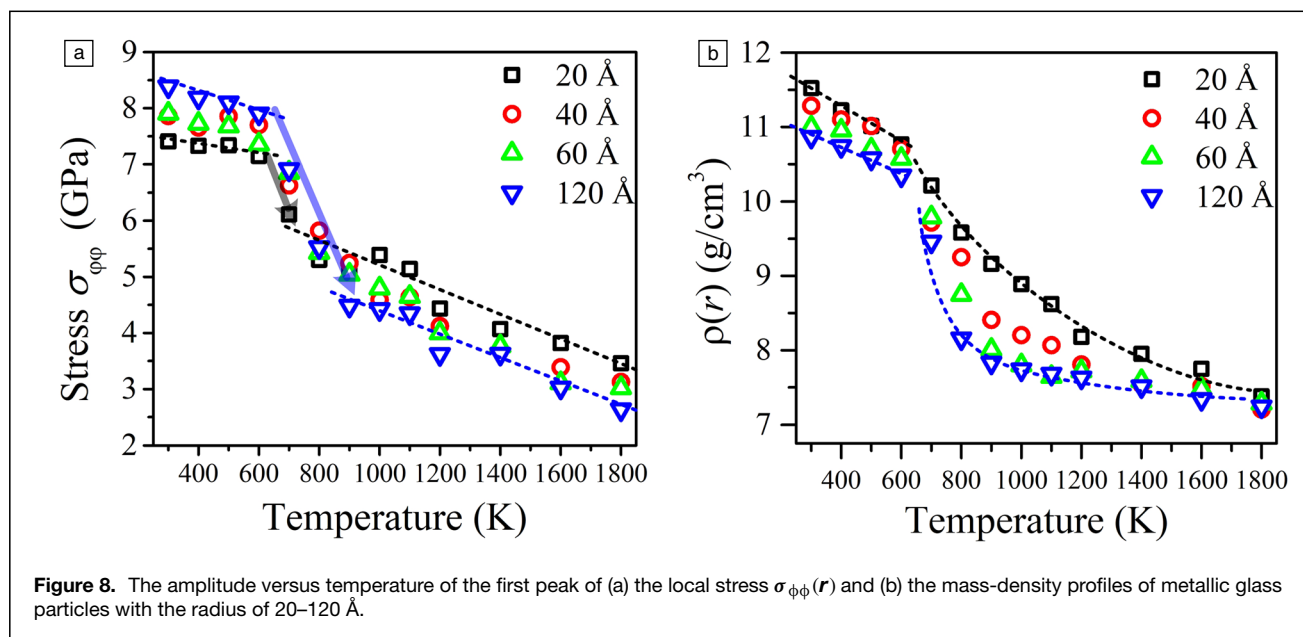 a
9
8
7
6
5
4
3
2
Stress σφφ (GPa)
20 Å
40 Å
60 Å
120 Å
400 600 800 1000 1200 1400 1600 1800
Temperature (K)
b
12
11
10
9
8
7
ρ(r) (g/cm³)
20 Å
40 Å
60 Å
120 Å
400 600 800 1000 1200 1400 1600 1800
Temperature (K)
Figure 8. The amplitude versus temperature of the first peak of (a) the local stress σϕϕ(r) and (b) the mass-density profiles of metallic glass
particles with the radius of 20–120 Å.